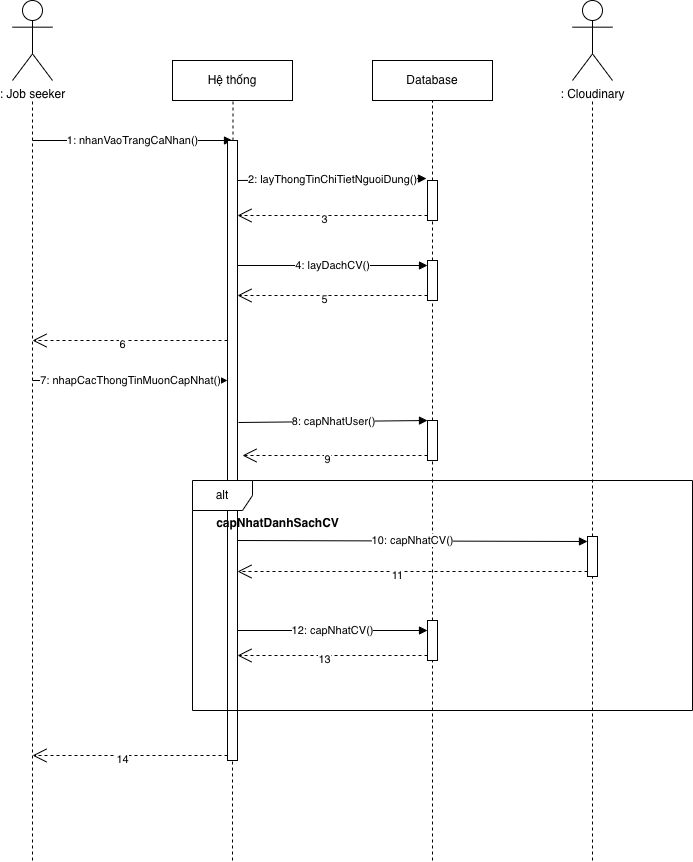 : Job seeker
Hệ thống
Database
: Cloudinary
1: nhanVaoTrangCaNhan()
2: layThongTinChiTietNguoiDung()
3
4: layDachCV()
5
6
7: nhapCacThongTinMuonCapNhat()
8: capNhatUser()
9
alt
capNhatDanhSachCV
10: capNhatCV()
11
12: capNhatCV()
13
14